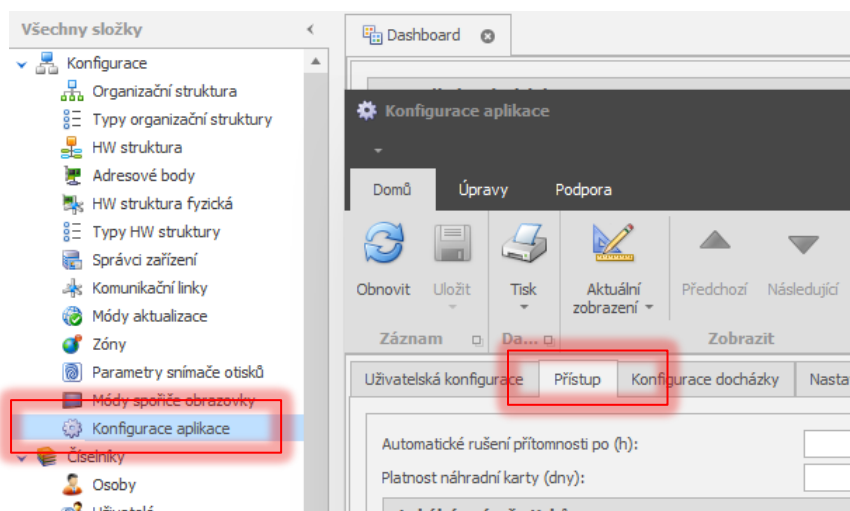 Všechny složky
Konfigurace
Organizační struktura
Typy organizační struktury
HW struktura
Adresové body
HW struktura fyzická
Typy HW struktury
Správci zařízení
Komunikační linky
Módy aktualizace
Zóny
Parametry snímače otisků
Módy spořiče obrazovky
Konfigurace aplikace
Číselníky
Osoby
Uživatelé
Dashboard
Konfigurace aplikace
Domů Úpravy Podpora
Obnovit Uložit Tisk Aktuální zobrazení Předchozí Následující
Záznam Da... Zobrazit
Uživatelská konfigurace Přístup Konfigurace docházky Nasta
Automatické rušení přítomnosti po (h):
Platnost náhradní karty (dny):